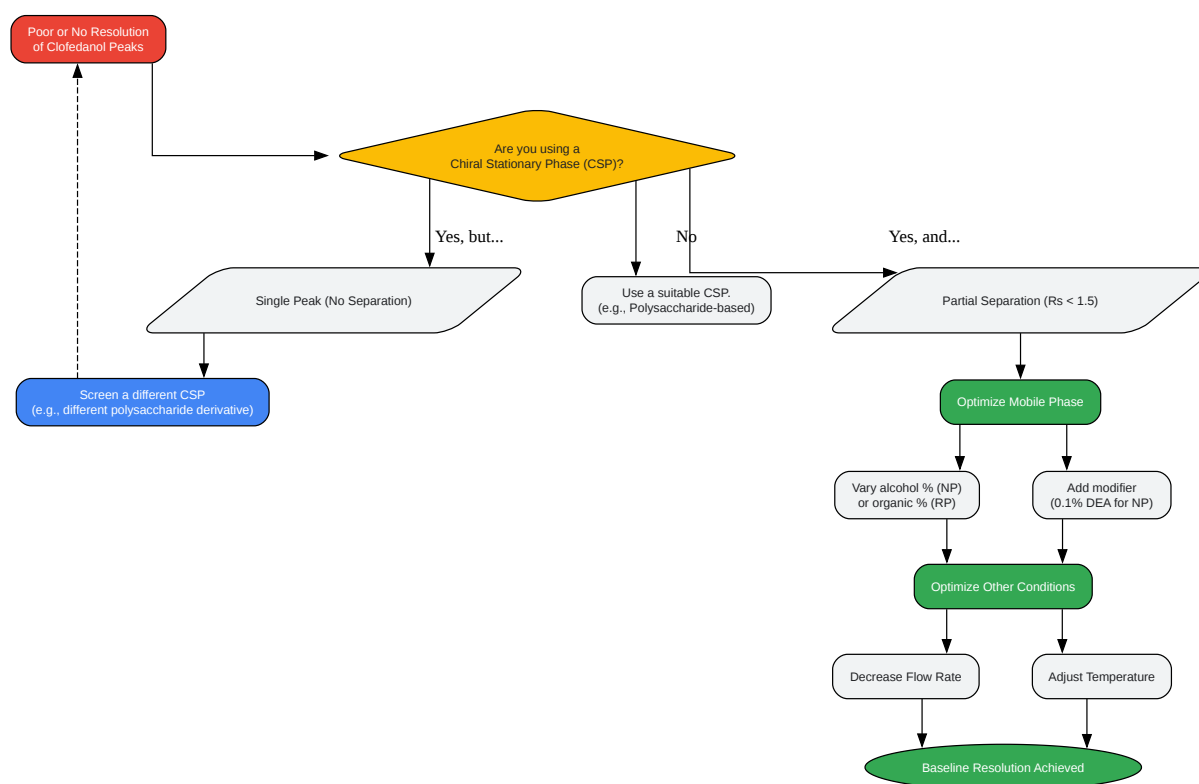 Poor or No Resolution
of Clofedanol Peaks
Are you using a
Chiral Stationary Phase (CSP)?
Yes, but...
No
Yes, and...
Single Peak (No Separation)
Use a suitable CSP.
(e.g., Polysaccharide-based)
Partial Separation (Rs < 1.5)
Screen a different CSP
(e.g., different polysaccharide derivative)
Optimize Mobile Phase
Vary alcohol % (NP)
or organic % (RP)
Add modifier
(0.1% DEA for NP)
Optimize Other Conditions
Decrease Flow Rate
Adjust Temperature
Baseline Resolution Achieved